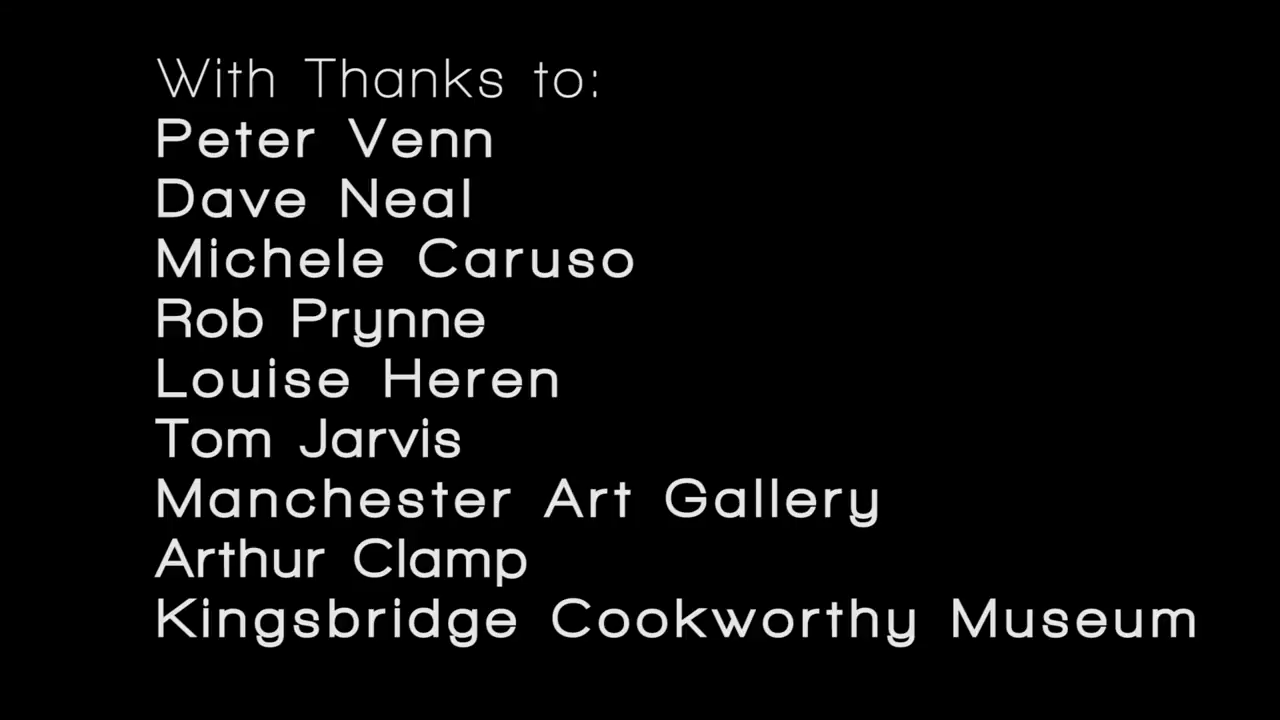 With Thanks to:
Peter Venn
Dave Neal
Michele Caruso
Rob Prynne
Louise Heren
Tom Jarvis
Manchester Art Gallery
Arthur Clamp
Kingsbridge Cookworthy Museum